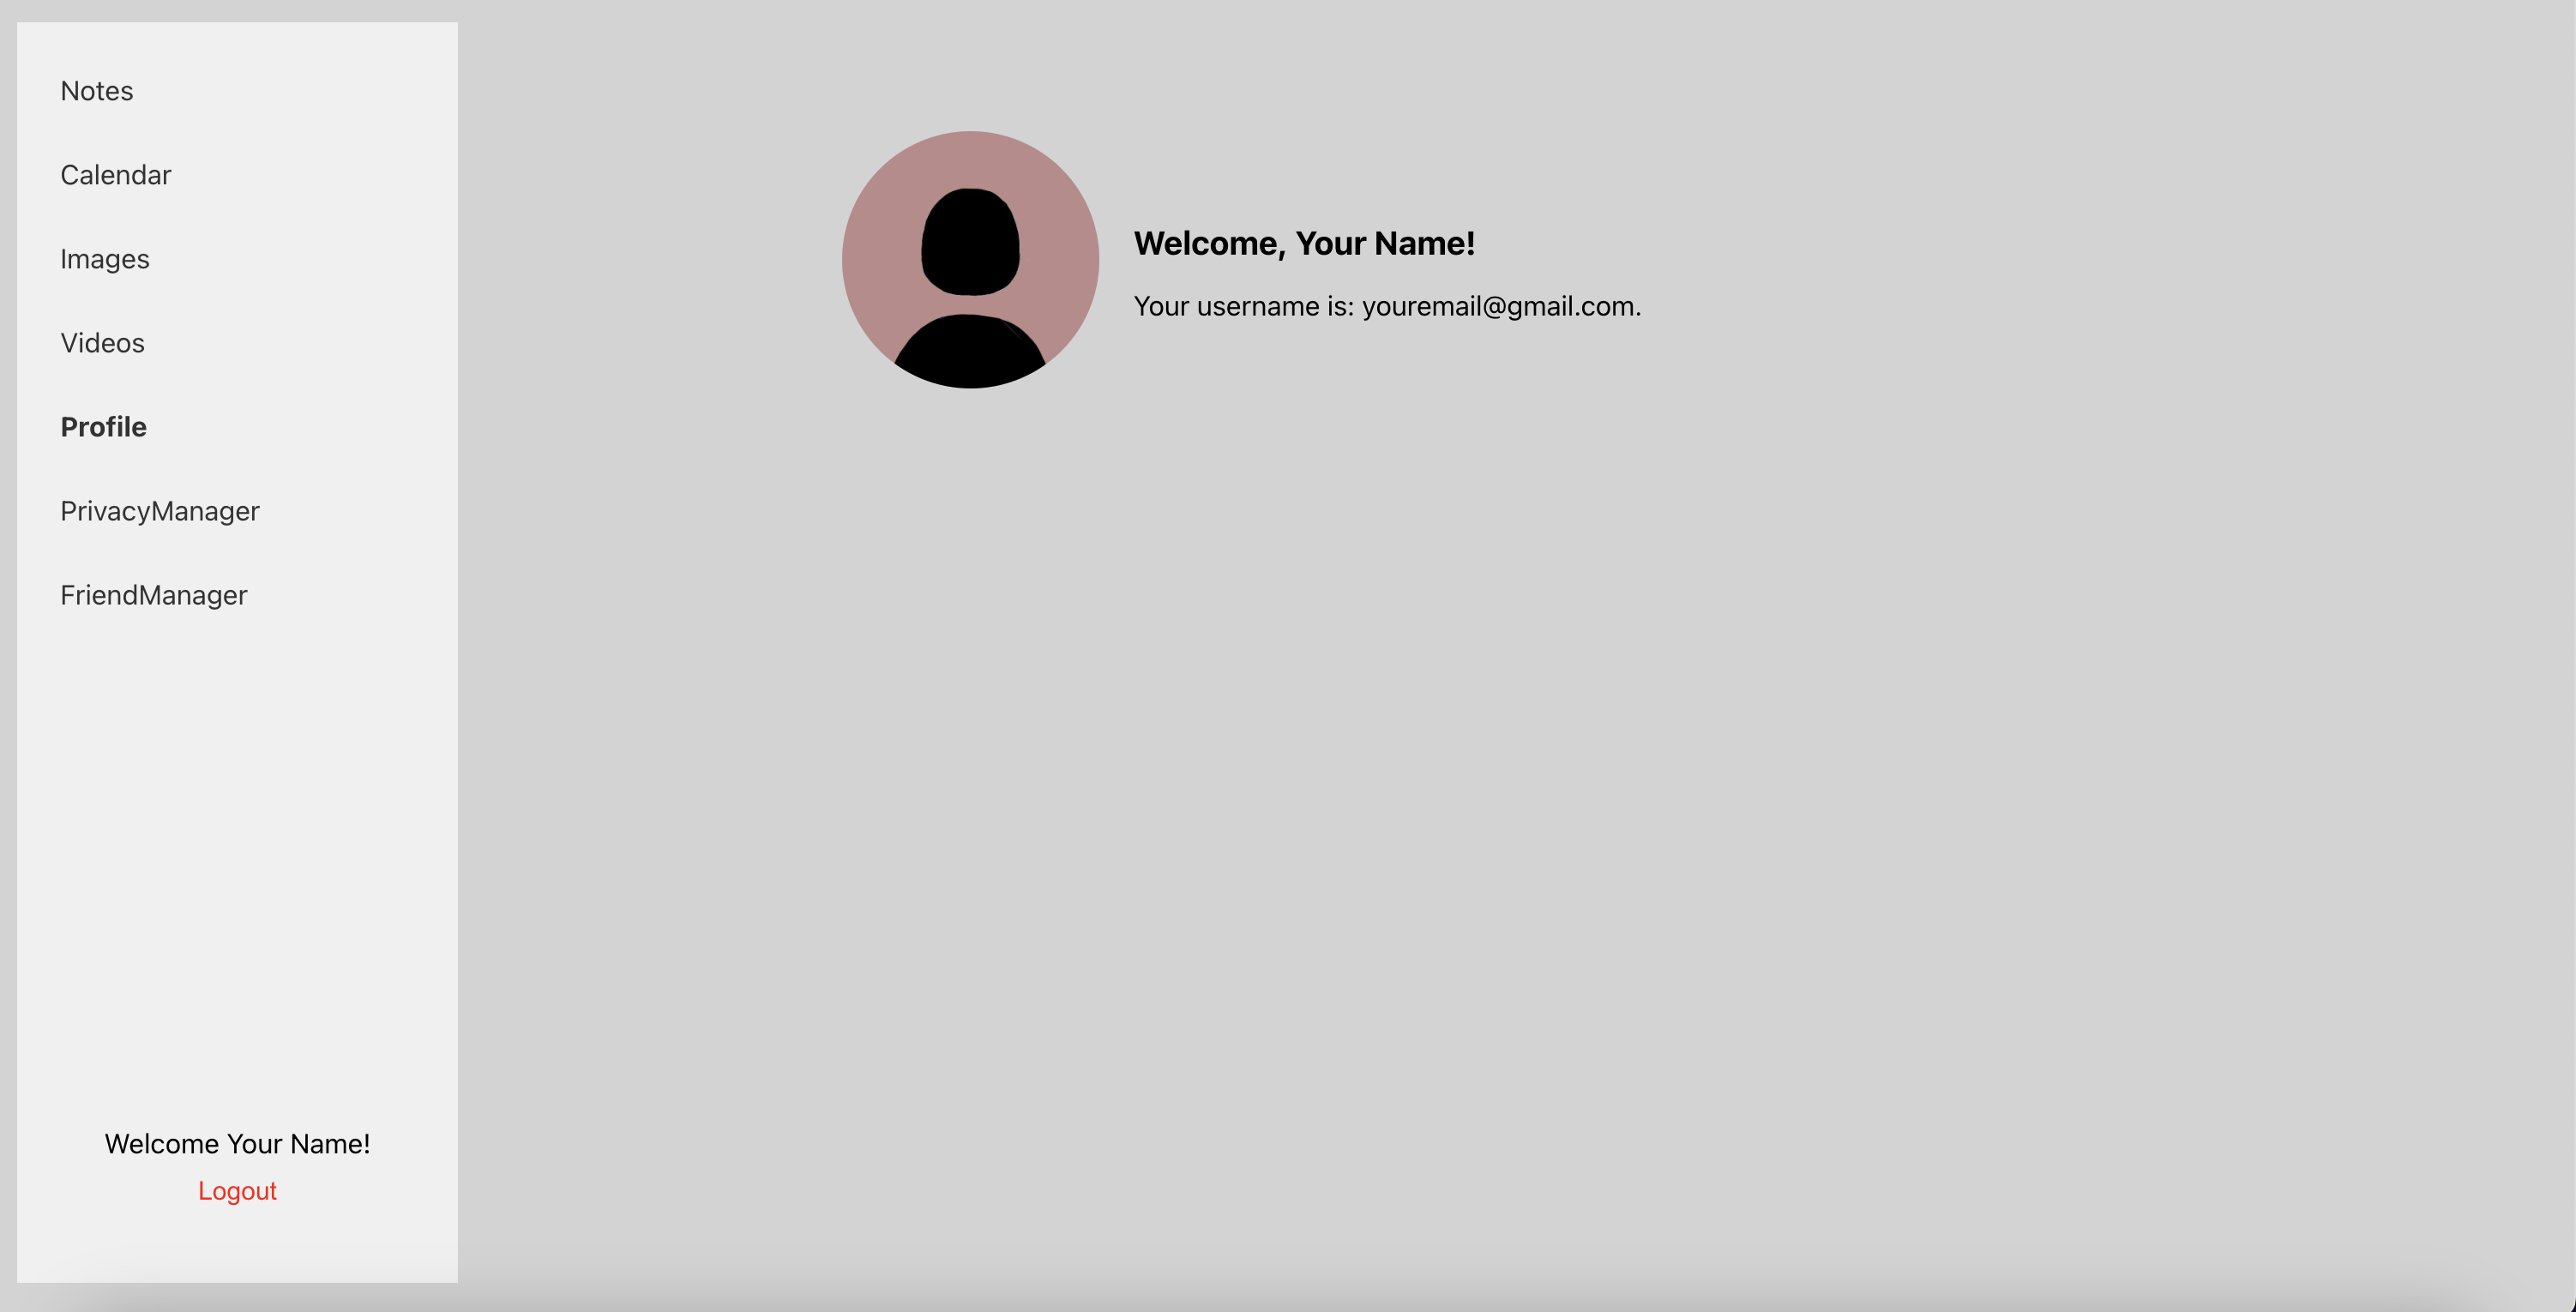 Notes
Calendar
Images
Videos
Profile
PrivacyManager
FriendManager
Welcome Your Name!
Logout
Welcome, Your Name!
Your username is: youremail@gmail.com.